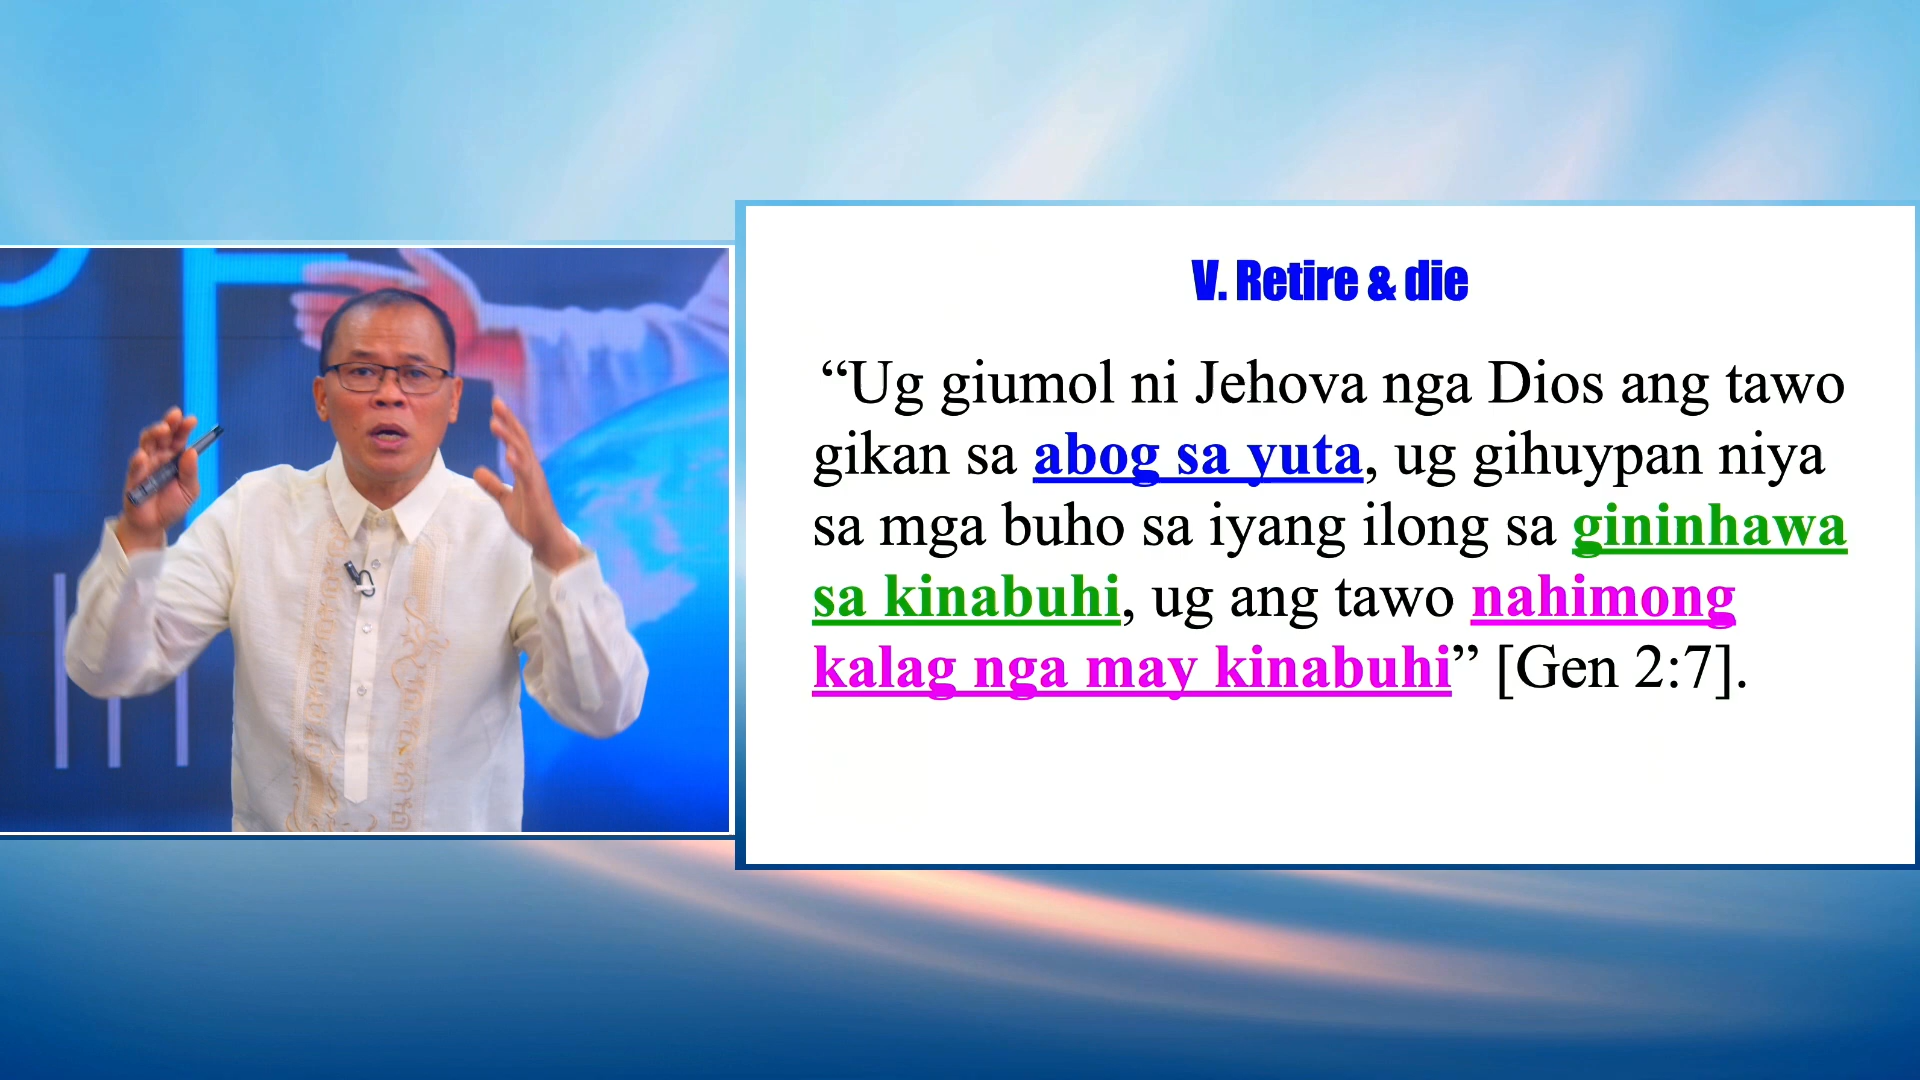 V. Retire & die
“Ug giumol ni Jehova nga Dios ang tawo
gikan sa abog sa yuta, ug gihuypan niya
sa mga buho sa iyang ilong sa gininhawa
sa kinabuhi, ug ang tawo nahimong
kalag nga may kinabuhi” [Gen 2:7].